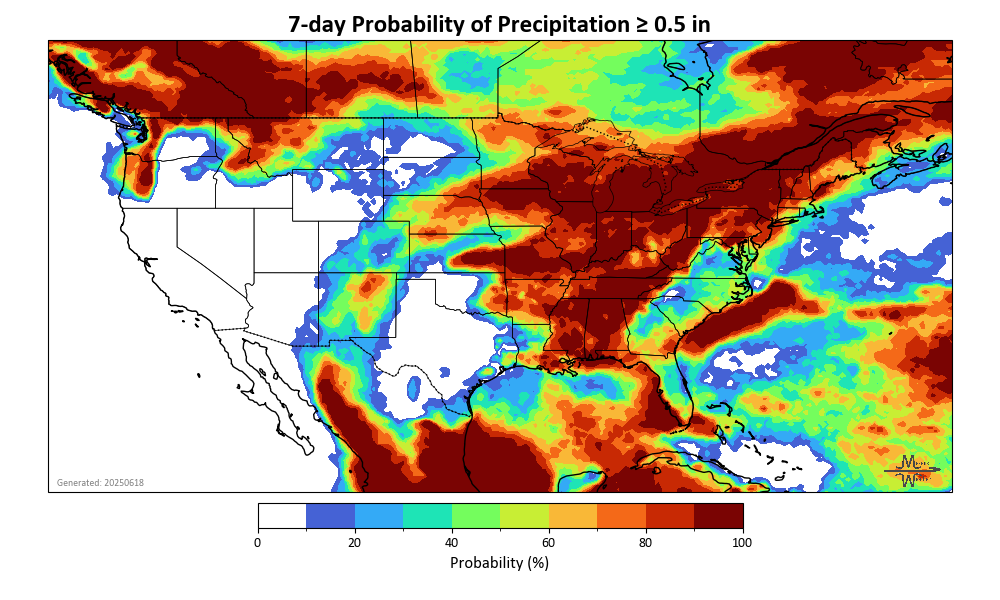 7-day Probability of Precipitation ≥ 0.5 in
Generated: 20250618
0 20 40 60 80 100
Probability (%)